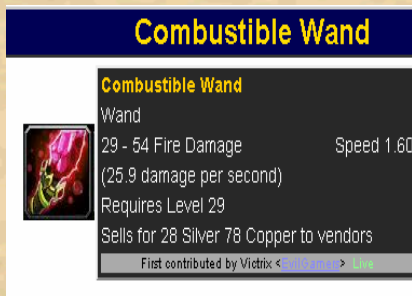 Combustible Wand
Combustible Wand
Wand
29 - 54 Fire Damage Speed 1.60
(25.9 damage per second)
Requires Level 29
Sells for 28 Silver 78 Copper to vendors
First contributed by Victrix <EvilGamers> Live